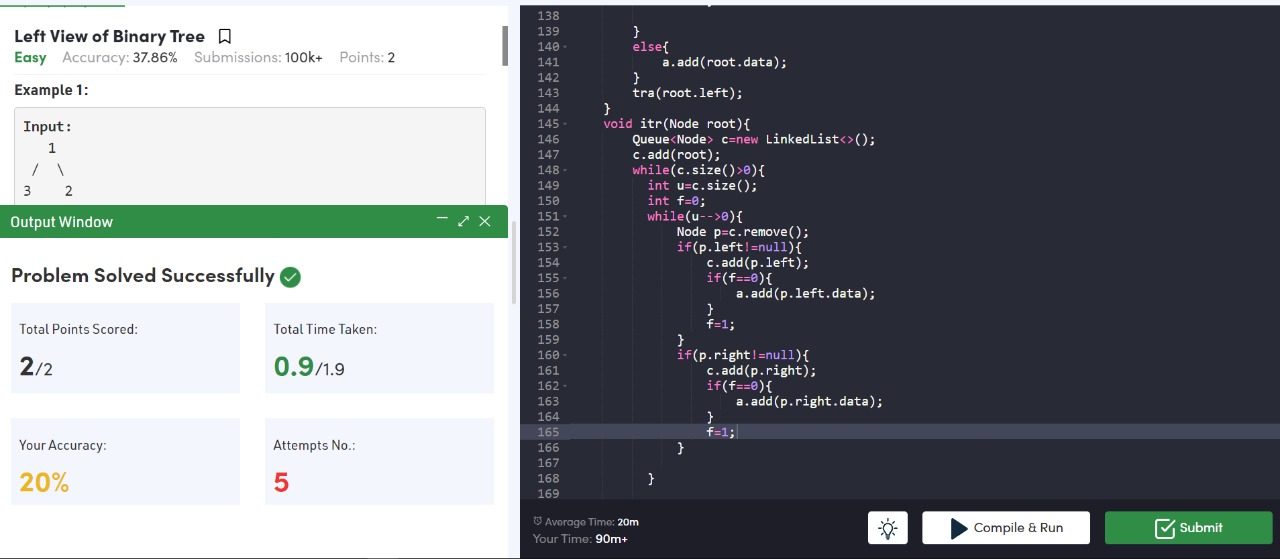 Left View of Binary Tree
Easy Accuracy: 37.86% Submissions: 100k+ Points: 2
Example 1:
Input:
1
/ \
3 2
Output Window
Problem Solved Successfully
Total Points Scored:
2/2
Total Time Taken:
0.9/1.9
Your Accuracy:
20%
Attempts No.:
5
138
139 }
140 else{
141 a.add(root.data);
142 }
143 tra(root.left);
144 }
145 void itr(Node root){
146 Queue<Node> c=new LinkedList<>();
147 c.add(root);
148 while(c.size()>0){
149 int u=c.size();
150 int f=0;
151 while(u-->0){
152 Node p=c.remove();
153 if(p.left!=null){
154 c.add(p.left);
155 if(f==0){
156 a.add(p.left.data);
157 }
158 f=1;
159 }
160 if(p.right!=null){
161 c.add(p.right);
162 if(f==0){
163 a.add(p.right.data);
164 }
165 f=1;
166 }
167
168 }
169
Average Time: 20m
Your Time: 90m+
Compile & Run
Submit